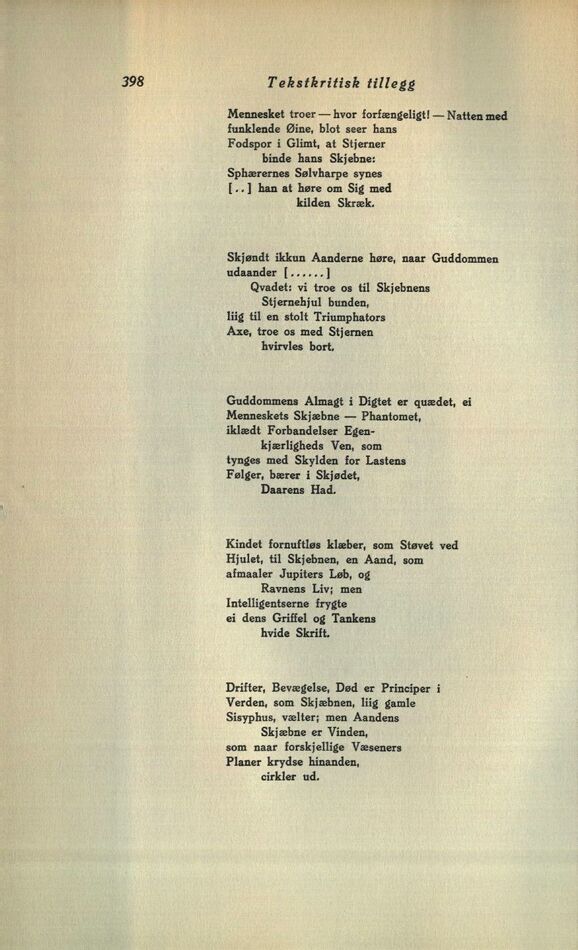 398
Tekstkritisk tillegg
Mennesket troer — hvor forfængeligt! — Natten med
funklende Øine, blot seer hans
Fodspor i Glimt, at Stjerner
binde hans Skjebne:
Sphærernes Sølvharpe synes
[..] han at høre om Sig med
kilden Skræk.
Skjøndt ikkun Aanderne høre, naar Guddommen
udaander [......]
Qvadet: vi troe os til Skjebnens
Stjernehjul bunden,
liig til en stolt Triumphators
Axe, troe os med Stjernen
hvirvles bort.
Guddommens Almagt i Digtet er quædet, ei
Menneskets Skjæbne — Phantomet,
iklædt Forbandelser Egen-
kjærligheds Ven, som
tynges med Skylden for Lastens
Følger, bærer i Skjødet,
Daarens Had.
Kindet fornuftløs klæber, som Støvet ved
Hjulet, til Skjebnen, en Aand, som
afmaaler Jupiters Løb, og
Ravnens Liv; men
Intelligentserne frygte
ei dens Griffel og Tankens
hvide Skrift.
Drifter, Bevægelse, Død er Principer i
Verden, som Skjæbnen, liig gamle
Sisyphus, vælter; men Aandens
Skjæbne er Vinden,
som naar forskjellige Væseners
Planer krydse hinanden,
cirkler ud.